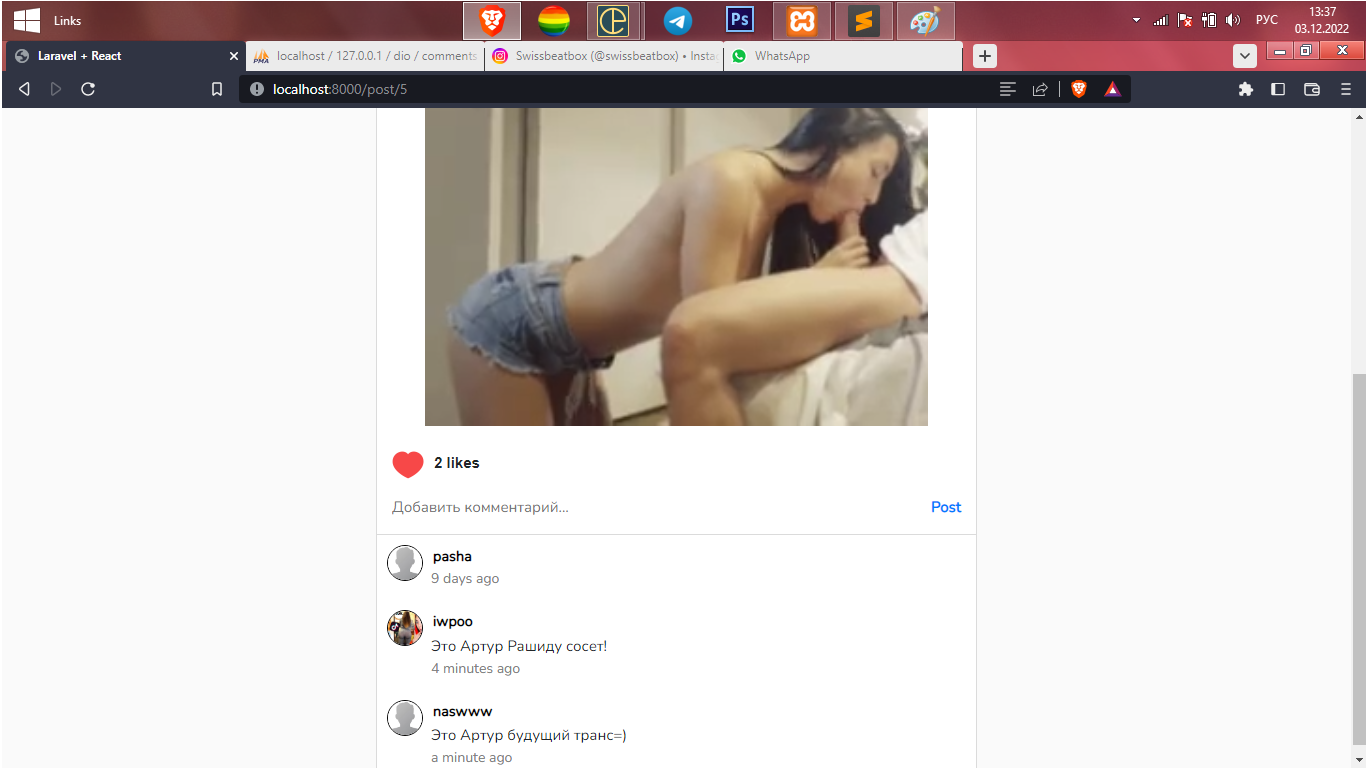 Links
РУС
13:37
03.12.2022
Laravel + React
localhost / 127.0.0.1 / dio / comments
Swissbeatbox (@swissbeatbox) • Insta
WhatsApp
localhost:8000/post/5
2 likes
Добавить комментарий...
Post
pasha
9 days ago
iwpoo
Это Артур Рашиду сосет!
4 minutes ago
naswww
Это Артур будущий транс=)
a minute ago